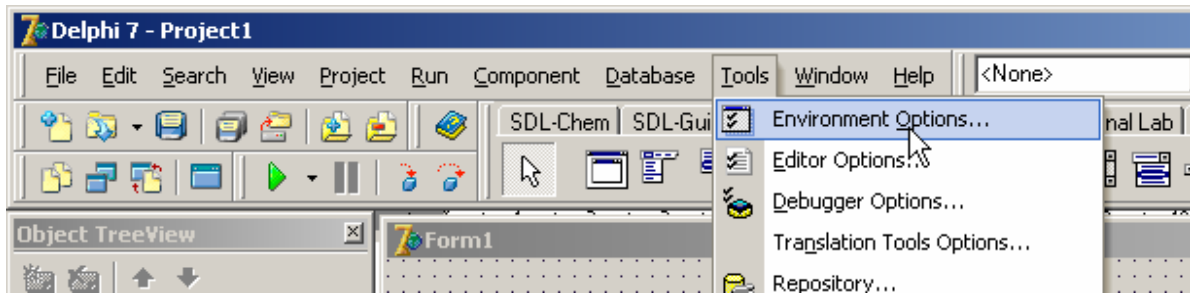 Delphi 7 - Project1
File Edit Search View Project Run Component Database Tools Window Help <None>
SDL-Chem SDL-Gui nal Lab
Environment Options...
Editor Options...
Debugger Options...
Translation Tools Options...
Repository...
Object TreeView
Form1